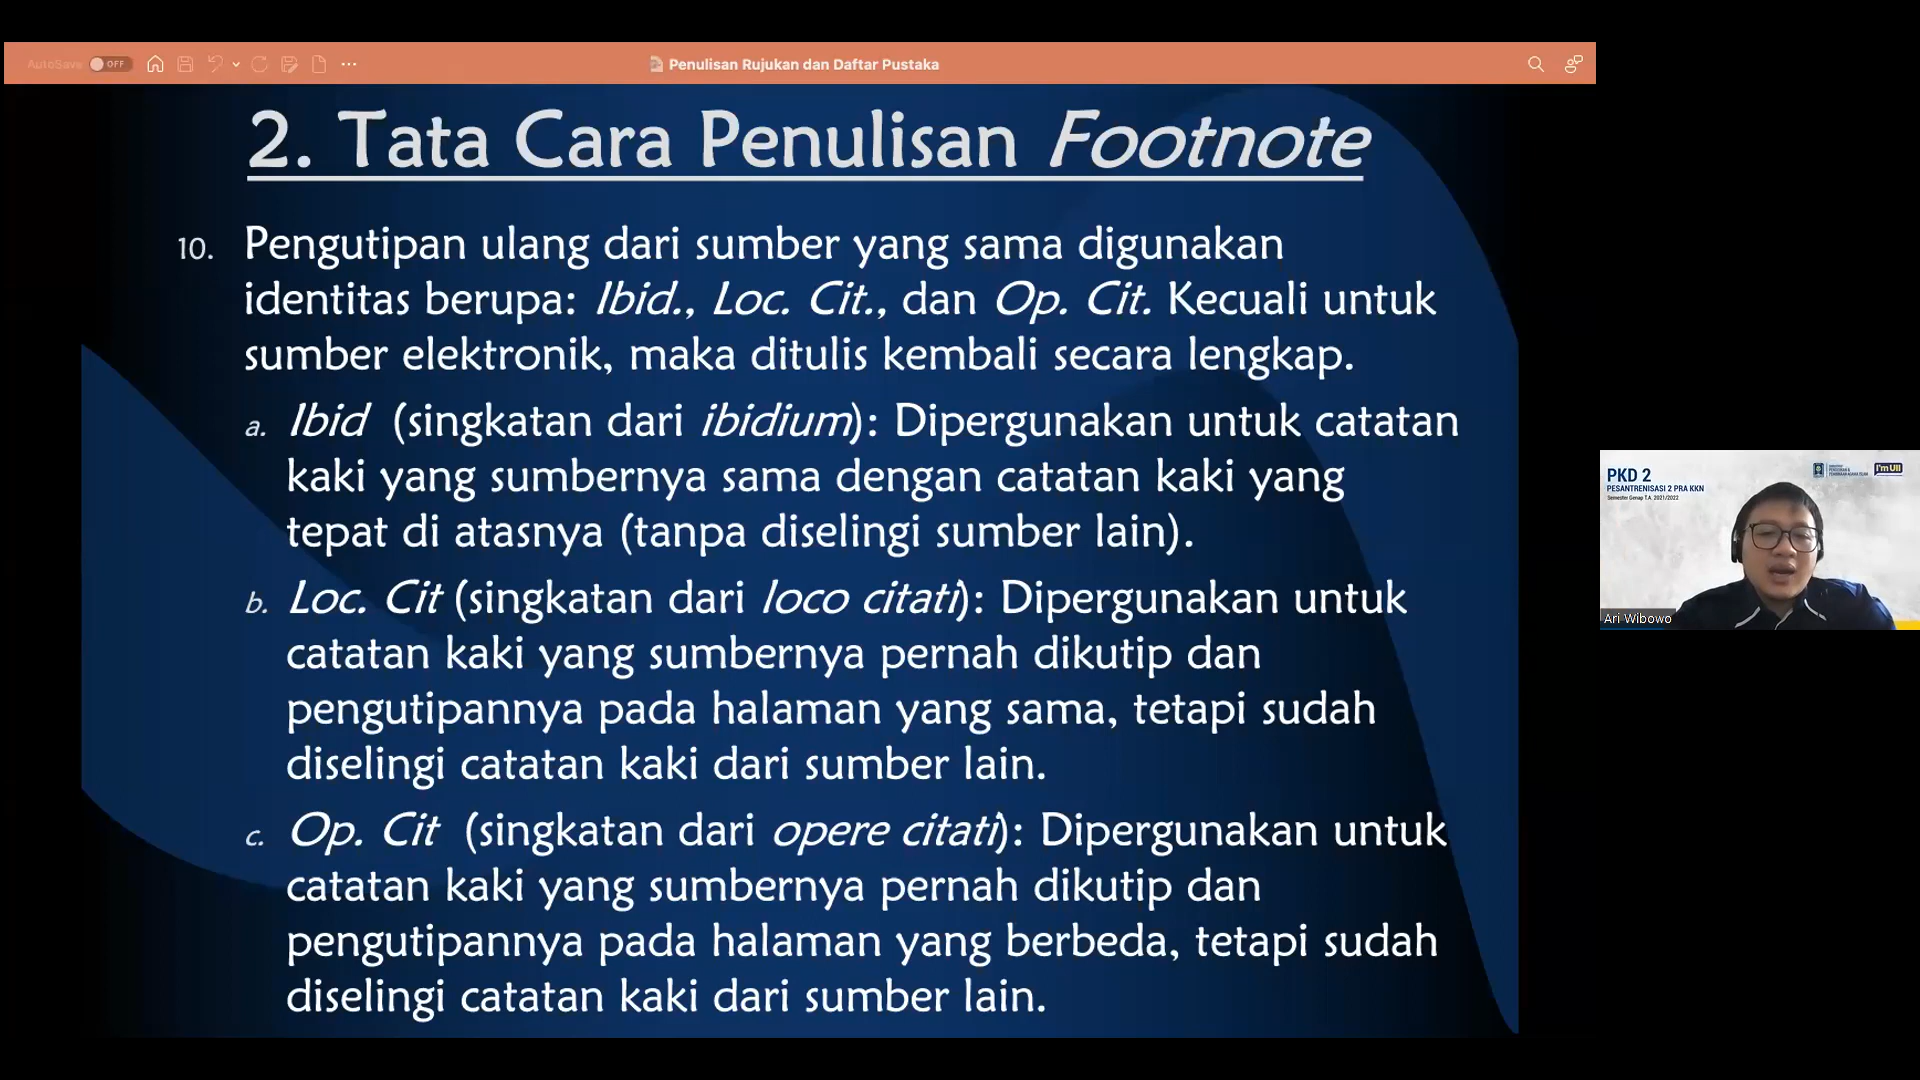 AutoSave OFF
Penulisan Rujukan dan Daftar Pustaka
2. Tata Cara Penulisan Footnote
10. Pengutipan ulang dari sumber yang sama digunakan
identitas berupa: Ibid., Loc. Cit., dan Op. Cit. Kecuali untuk
sumber elektronik, maka ditulis kembali secara lengkap.
a. Ibid (singkatan dari ibidium): Dipergunakan untuk catatan
kaki yang sumbernya sama dengan catatan kaki yang
tepat di atasnya (tanpa diselingi sumber lain).
b. Loc. Cit (singkatan dari loco citati): Dipergunakan untuk
catatan kaki yang sumbernya pernah dikutip dan
pengutipannya pada halaman yang sama, tetapi sudah
diselingi catatan kaki dari sumber lain.
c. Op. Cit (singkatan dari opere citati): Dipergunakan untuk
catatan kaki yang sumbernya pernah dikutip dan
pengutipannya pada halaman yang berbeda, tetapi sudah
diselingi catatan kaki dari sumber lain.
PKD 2
PESANTRENISASI 2 PRA KKN
Semester Genap T.A. 2021/2022
I'm UII
Ari Wibowo